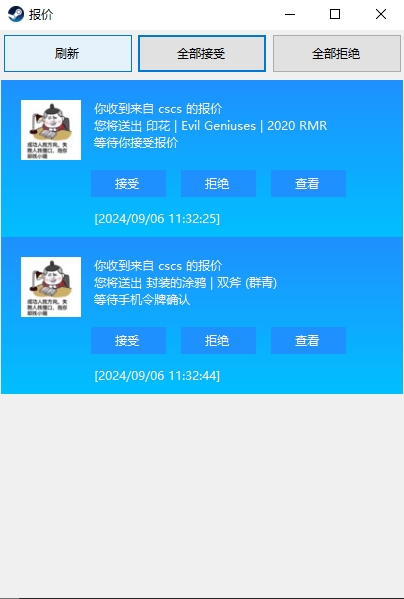 报价
刷新
全部接受
全部拒绝
你收到来自 cscs 的报价
您将送出 印花 | Evil Geniuses | 2020 RMR
等待你接受报价
接受
拒绝
查看
[2024/09/06 11:32:25]
你收到来自 cscs 的报价
您将送出 封装的涂鸦 | 双斧 (群青)
等待手机令牌确认
接受
拒绝
查看
[2024/09/06 11:32:44]